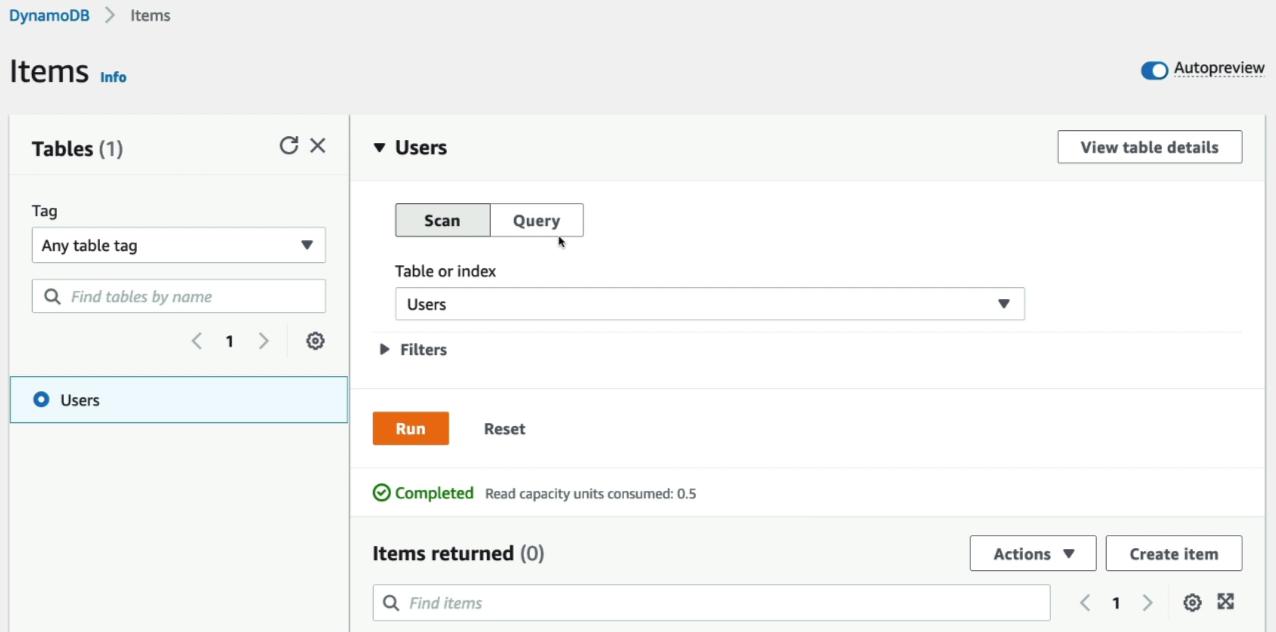 DynamoDB > Items
Items Info
Autopreview
Tables (1)
Tag
Any table tag
Find tables by name
1
Users
Users
View table details
Scan Query
Table or index
Users
Filters
Run Reset
Completed Read capacity units consumed: 0.5
Items returned (0)
Actions Create item
Find items
1